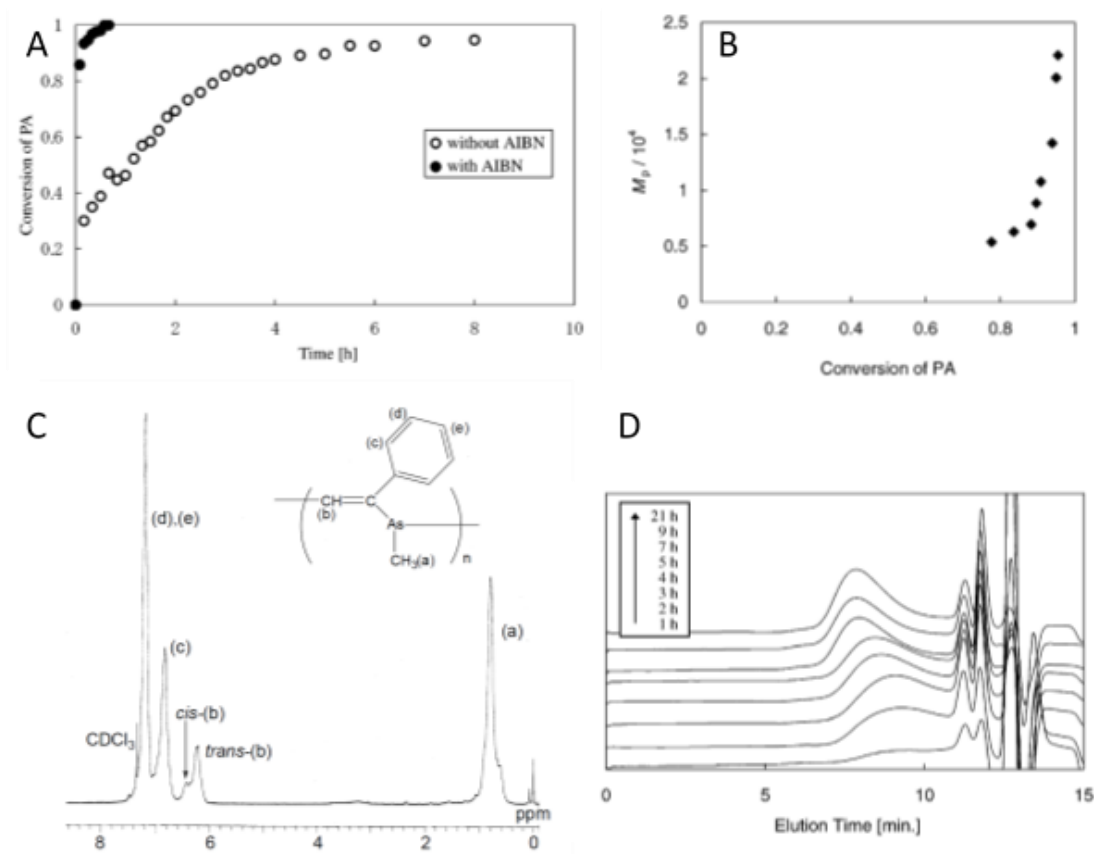 A
1
0.8
0.6
0.4
0.2
0
Conversion of PA
without AIBN
with AIBN
0 2 4 6 8 10
Time [h]
B
2.5
2
1.5
1
0.5
0
Mp / 10⁴
0 0.2 0.4 0.6 0.8 1
Conversion of PA
C
(d)
(c)
(e)
CH
C
(b)
As
n
CH3(a)
(d),(e)
(c)
(a)
cis-(b)
trans-(b)
CDCl3
ppm
8 6 4 2 0
D
21 h
9 h
7 h
5 h
4 h
3 h
2 h
1 h
0 5 10 15
Elution Time [min.]